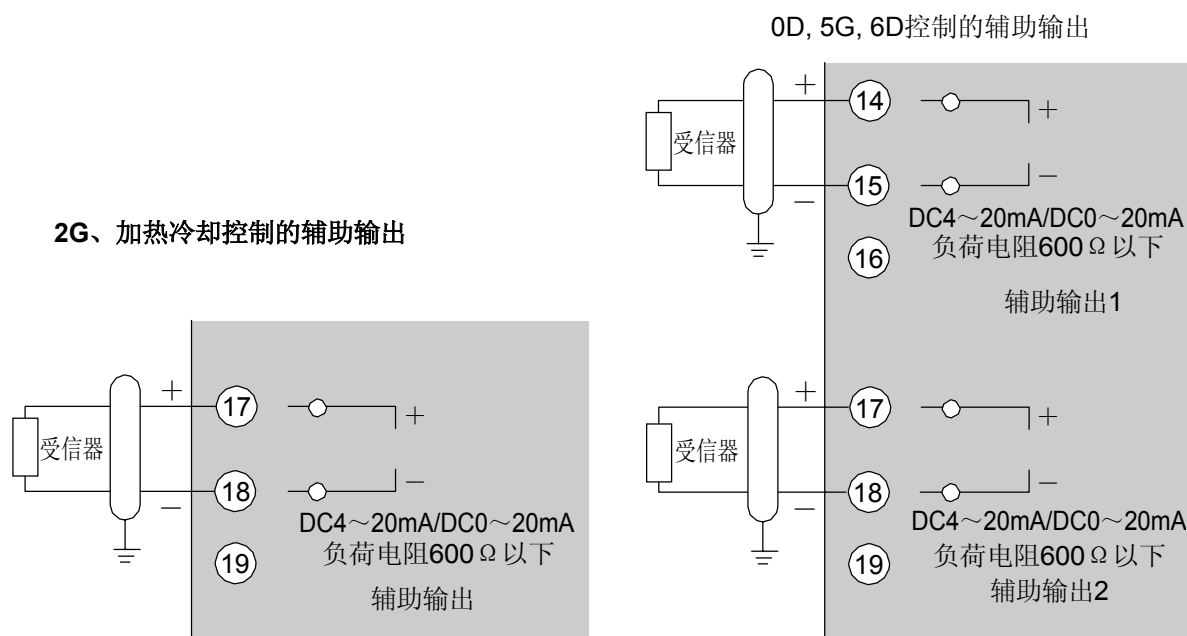 0D, 5G, 6D控制的辅助输出
+
14
+
受信器
15
−
−
DC4～20mA/DC0～20mA
负荷电阻600Ω以下
16
辅助输出1
2G、加热冷却控制的辅助输出
+
17
+
受信器
18
−
−
DC4～20mA/DC0～20mA
负荷电阻600Ω以下
19
辅助输出
+
17
+
受信器
18
−
−
DC4～20mA/DC0～20mA
负荷电阻600Ω以下
19
辅助输出2